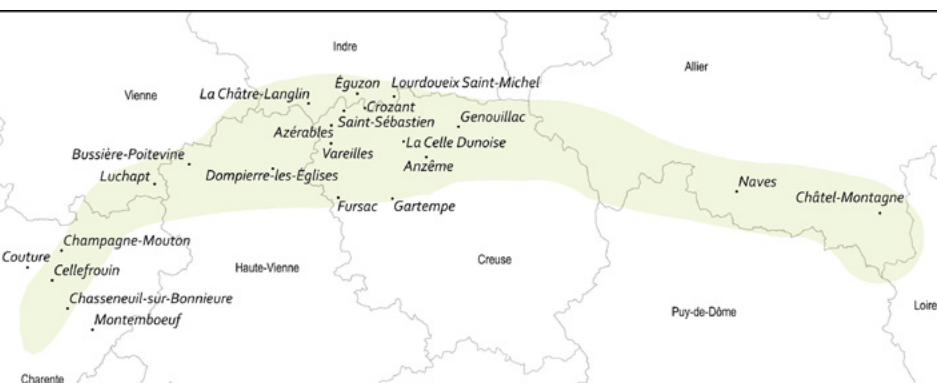 Indre
Allier
Vienne
Éguzon
Lourdoueix Saint-Michel
La Châtre-Langlin
Crozant
Genouillac
Saint-Sébastien
Azérables
La Celle Dunoise
Vareilles
Bussière-Poitevine
Anzême
Luchapt
Dompierre-les-Églises
Naves
Châtel-Montagne
Fursac
Gartempe
Champagne-Mouton
Couture
Creuse
Haute-Vienne
Cellefrouin
Chasseneuil-sur-Bonnieure
Loire
Puy-de-Dôme
Montemboeuf
Charente